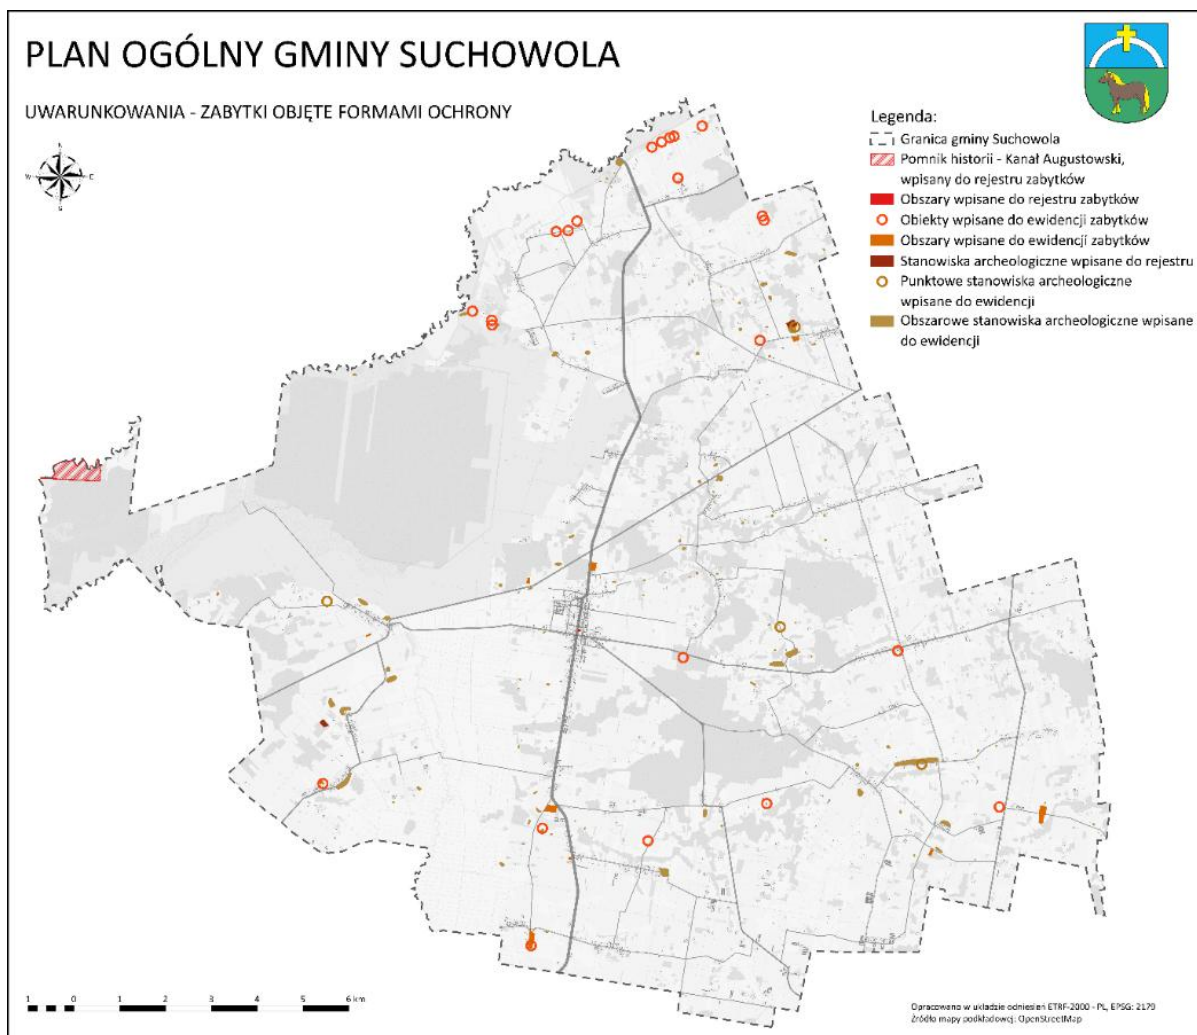 PLAN OGÓLNY GMINY SUCHOWOLA
UWARUNKOWANIA - ZABYTKI OBJĘTE FORMAMI OCHRONY
N
W E
S
Legenda:
Granica gminy Suchowola
Pomnik historii - Kanał Augustowski,
wpisany do rejestru zabytków
Obszary wpisane do rejestru zabytków
Obiekty wpisane do ewidencji zabytków
Obszary wpisane do ewidencji zabytków
Stanowiska archeologiczne wpisane do rejestru
Punktowe stanowiska archeologiczne
wpisane do ewidencji
Obszarowe stanowiska archeologiczne wpisane
do ewidencji
1 0 1 2 3 4 5 6 km
Opracowano w układzie odniesień ETRF-2000 - PL, EPSG: 2179
Źródło mapy podkładowej: OpenStreetMap